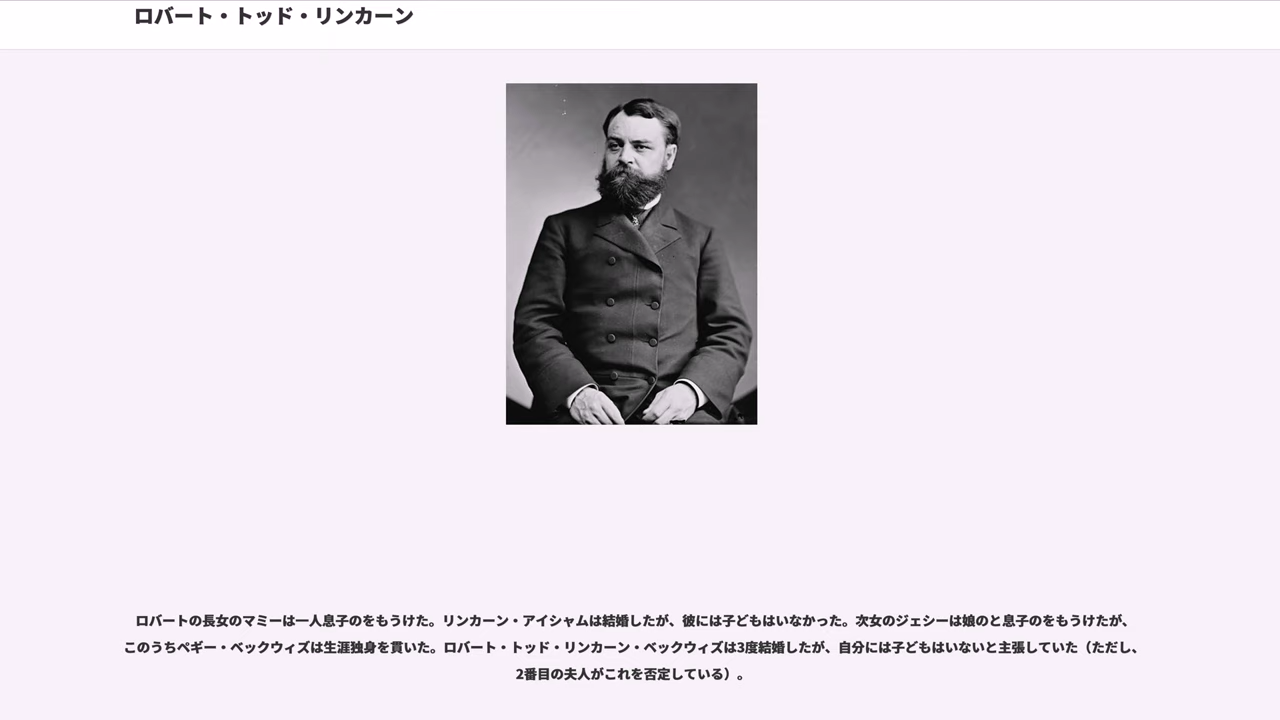 ロバート・トッド・リンカーン
ロバートの長女のマミーは一人息子のをもうけた。リンカーン・アイシャムは結婚したが、彼には子どもはいなかった。次女のジェシーは娘のと息子のをもうけたが、
このうちペギー・ベックウィズは生涯独身を貫いた。ロバート・トッド・リンカーン・ベックウィズは3度結婚したが、自分には子どもはいないと主張していた（ただし、
2番目の夫人がこれを否定している）。